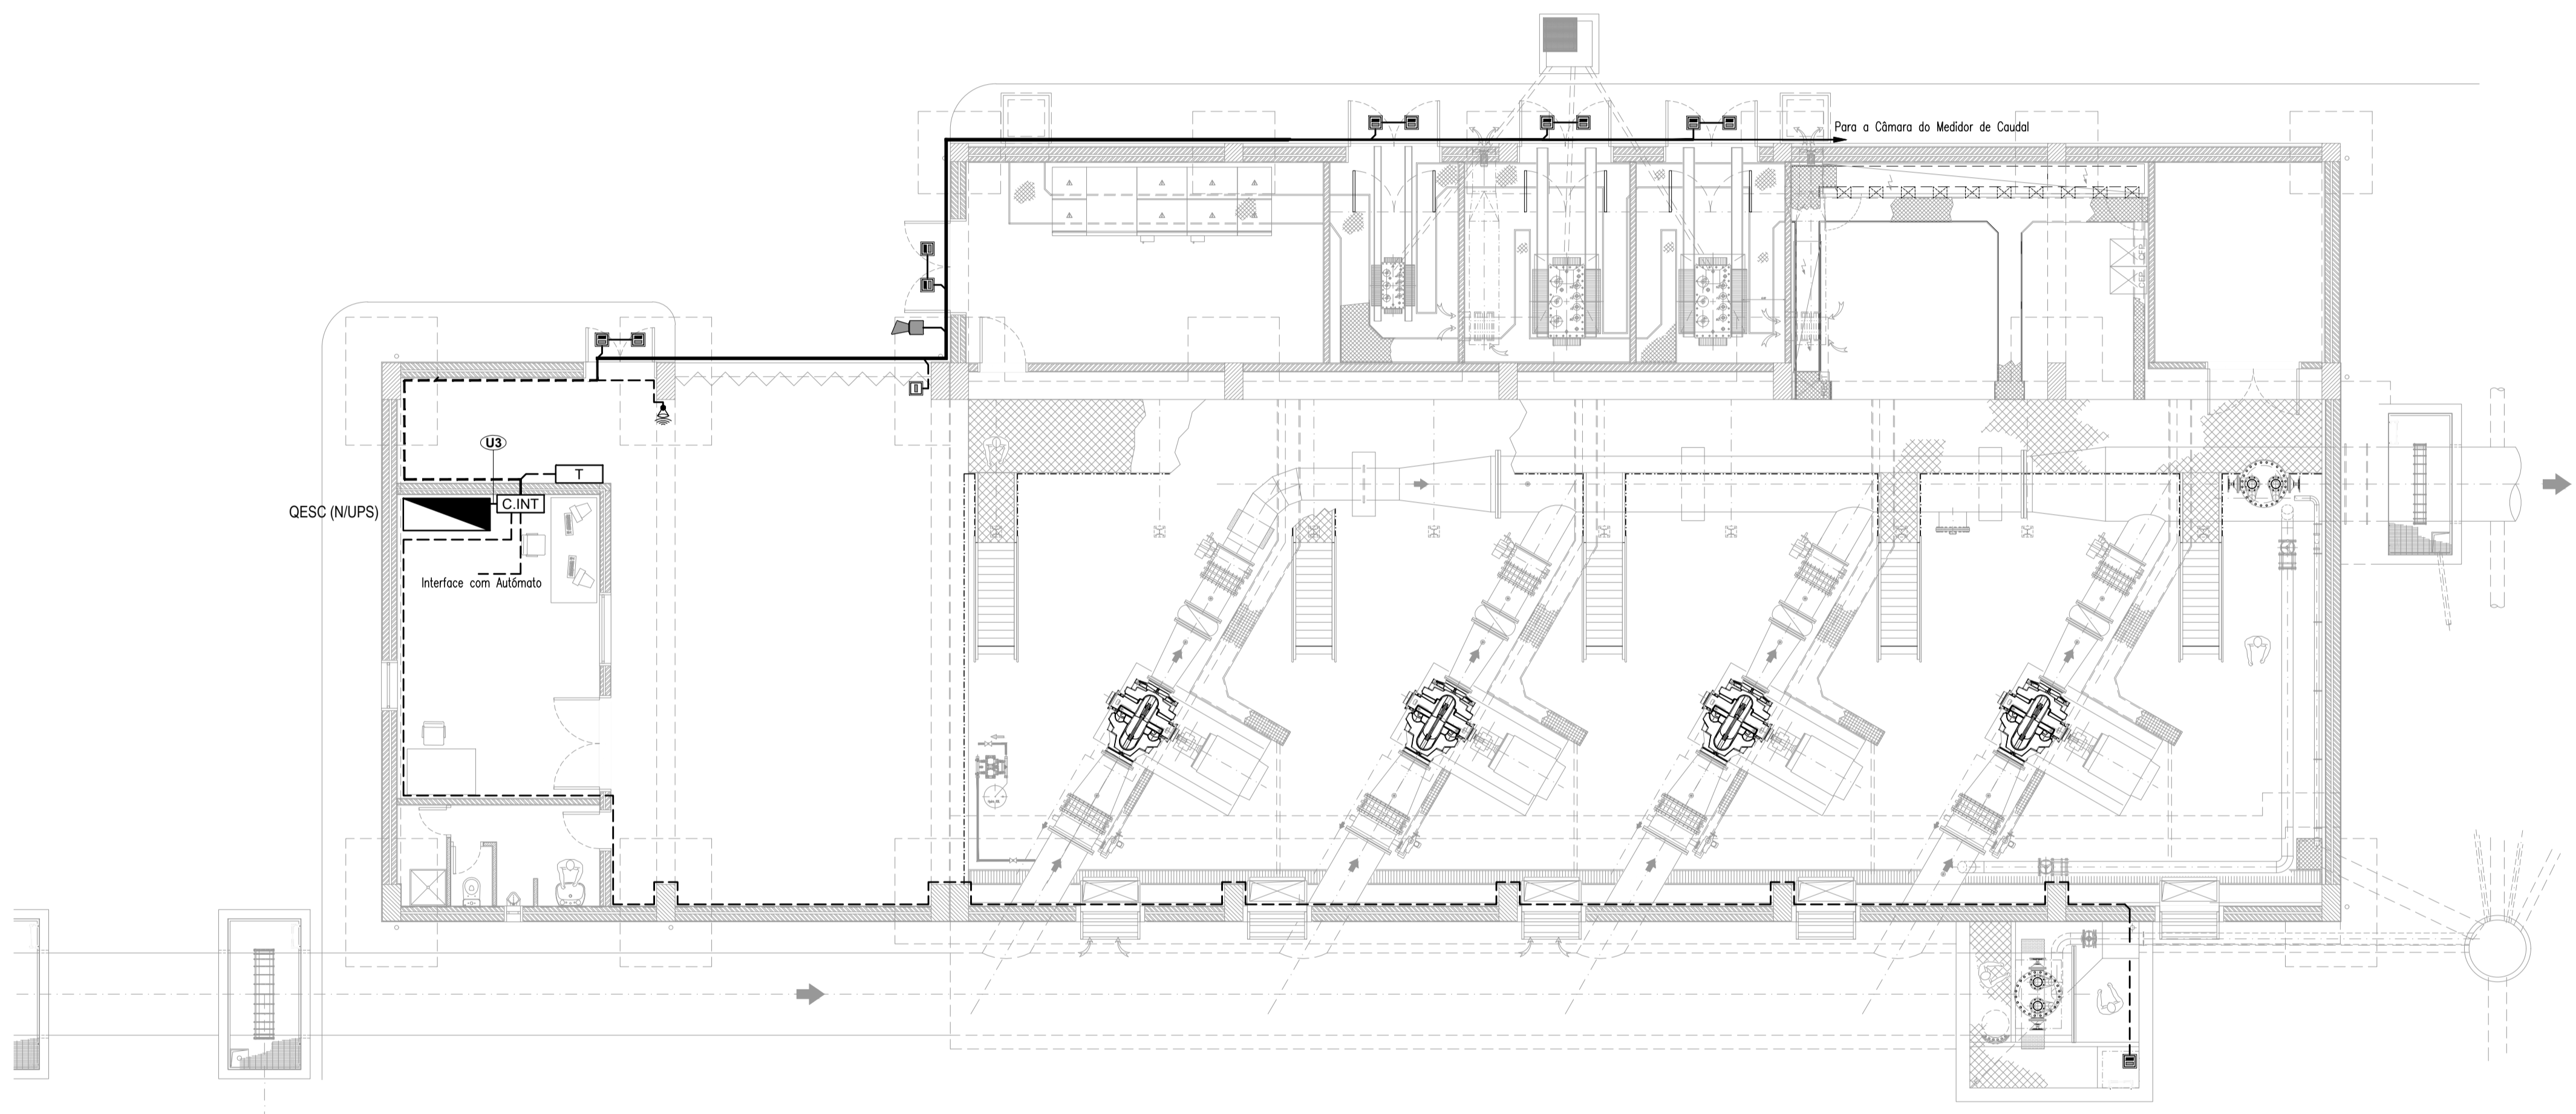 Para a Câmara do Medidor de Caudal
U3
T
QESC (N/UPS)
C.INT
Interface com Autómato